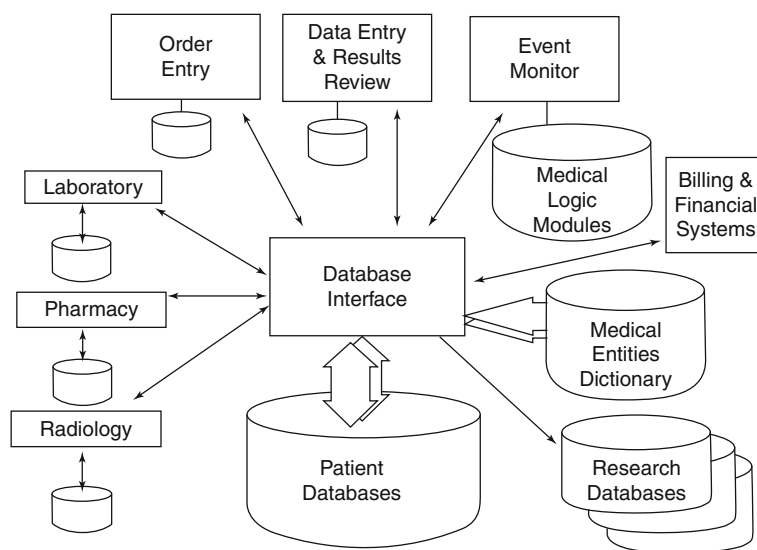 Order
Entry
Data Entry
& Results
Review
Event
Monitor
Medical
Logic
Modules
Billing &
Financial
Systems
Laboratory
Database
Interface
Pharmacy
Medical
Entities
Dictionary
Radiology
Patient
Databases
Research
Databases